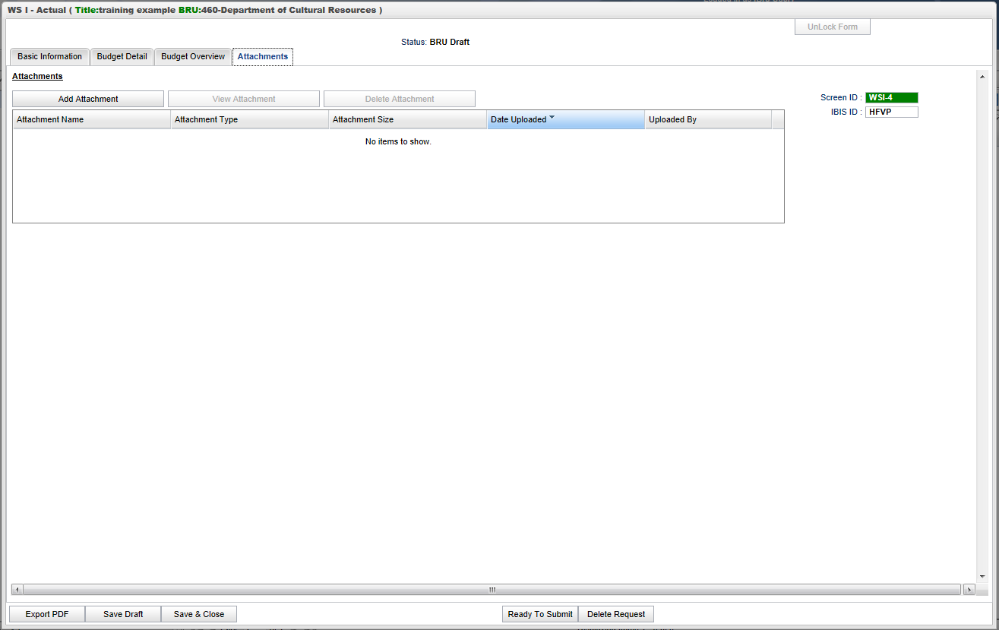 WS I - Actual ( Title:training example BRU:460-Department of Cultural Resources )
UnLock Form
Status: BRU Draft
Basic Information Budget Detail Budget Overview Attachments
Attachments
Add Attachment View Attachment Delete Attachment
Screen ID : WSI-4
IBIS ID : HFVP
Attachment Name Attachment Type Attachment Size Date Uploaded Uploaded By
No items to show.
Export PDF Save Draft Save & Close Ready To Submit Delete Request